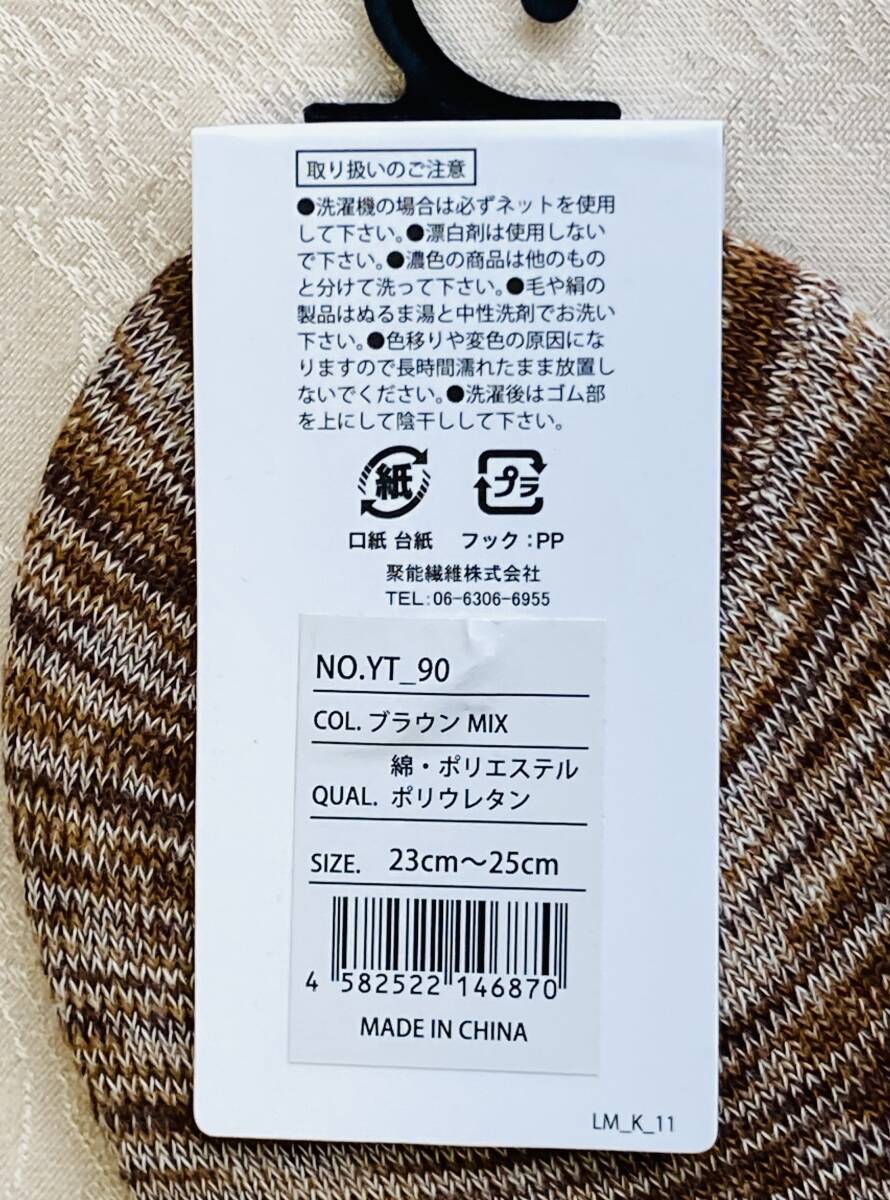 取り扱いのご注意
●洗濯機の場合は必ずネットを使用
して下さい。●漂白剤は使用しない
で下さい。●濃色の商品は他のもの
と分けて洗って下さい。●毛や絹の
製品はぬるま湯と中性洗剤でお洗い
下さい。●色移りや変色の原因にな
りますので長時間濡れたまま放置し
ないでください。●洗濯後はゴム部
を上にして陰干しして下さい。
紙 プラ
口紙 台紙 フック:PP
聚能繊維株式会社
TEL:06-6306-6955
NO.YT_90
COL. ブラウン MIX
綿・ポリエステル
QUAL. ポリウレタン
SIZE. 23cm～25cm
4 582522 146870
MADE IN CHINA
LM_K_11